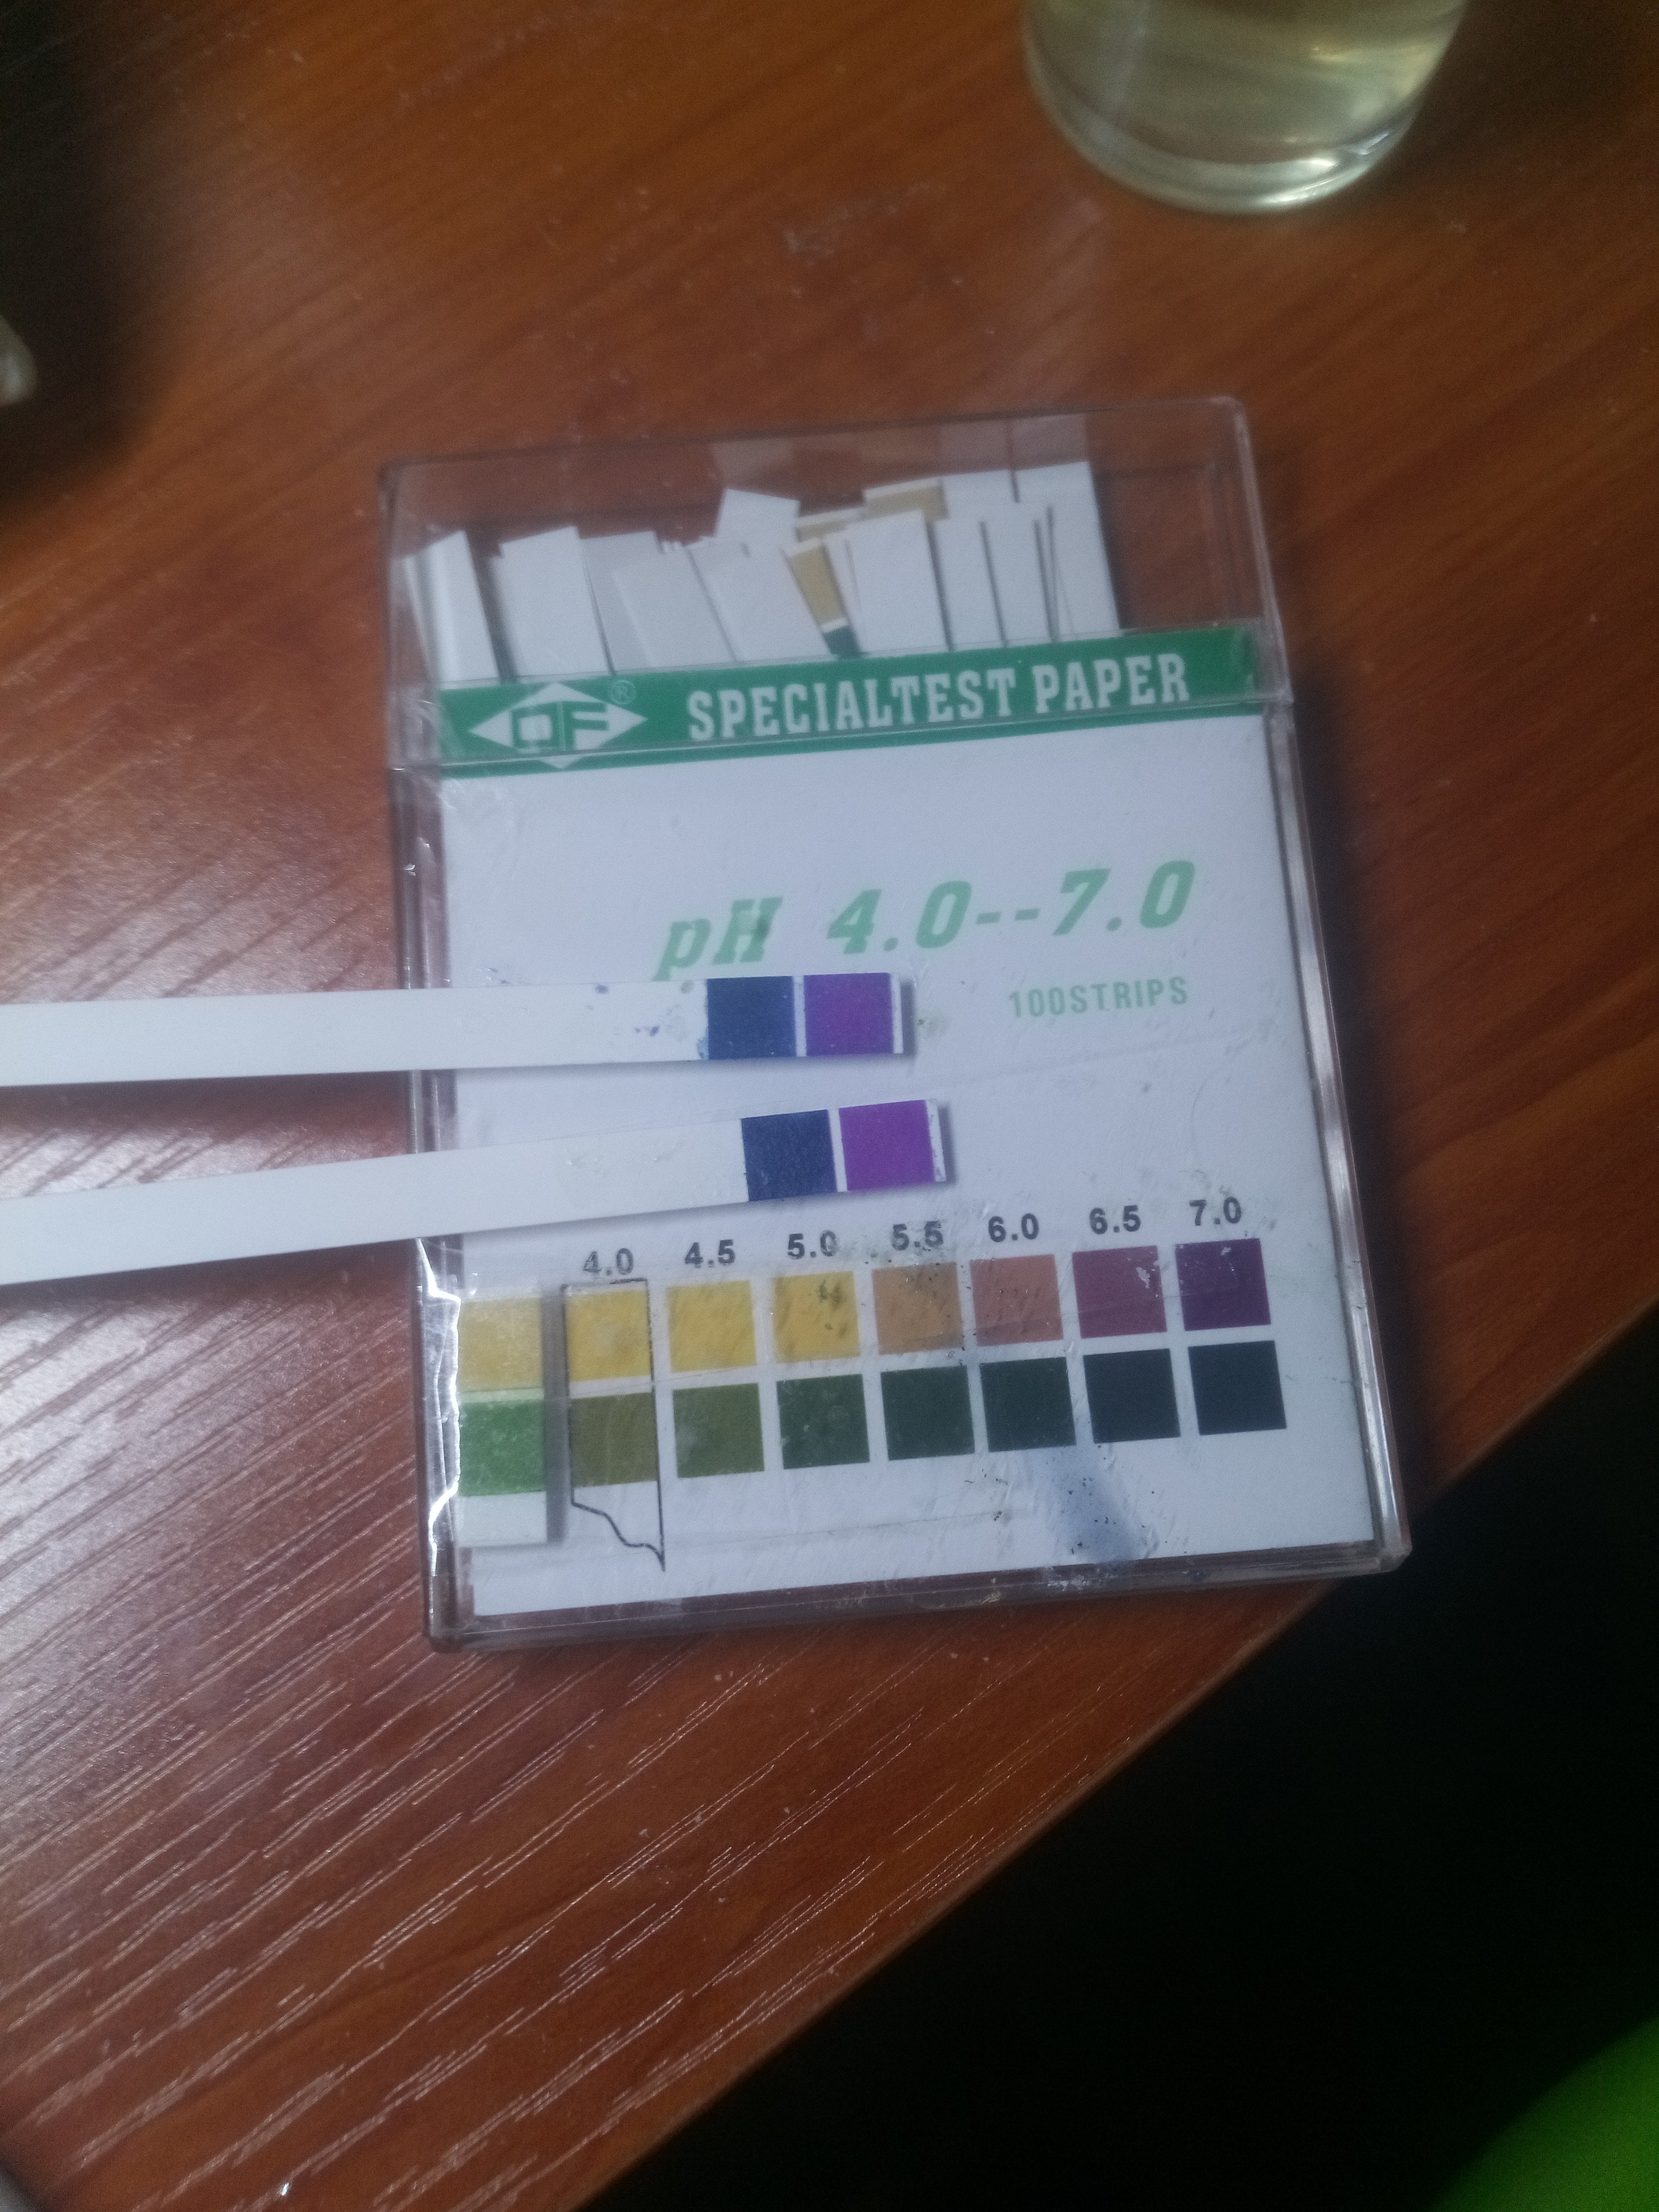 QF ® SPECIALTEST PAPER
pH 4.0--7.0
100STRIPS
4.0 4.5 5.0 5.5 6.0 6.5 7.0